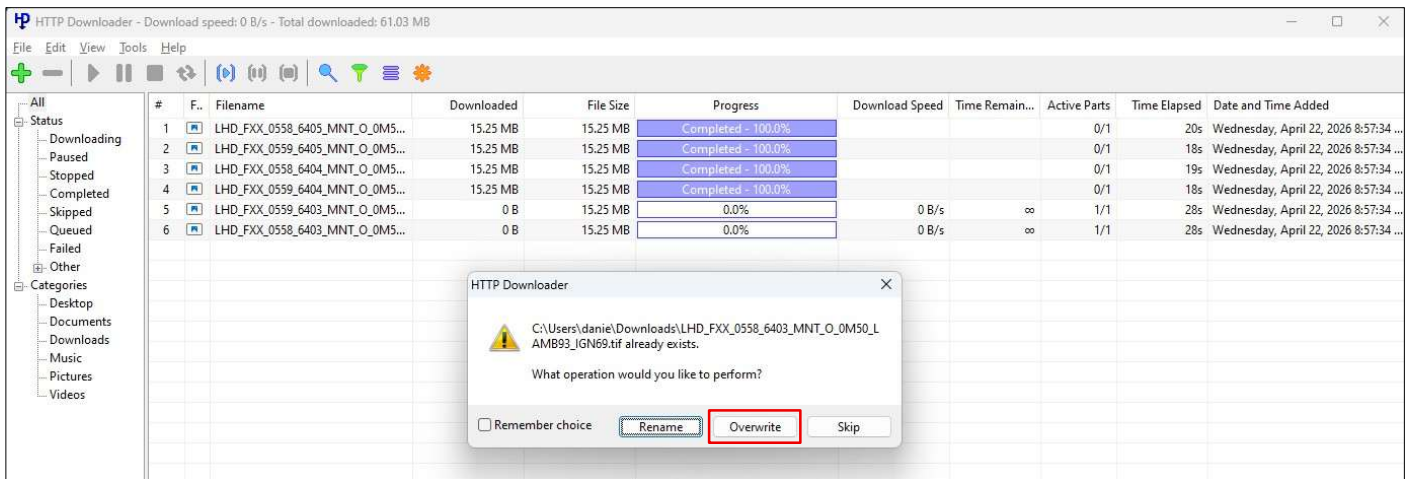 HTTP Downloader - Download speed: 0 B/s - Total downloaded: 61.03 MB
File Edit View Tools Help
All
Status
Downloading
Paused
Stopped
Completed
Skipped
Queued
Failed
Other
Categories
Desktop
Documents
Downloads
Music
Pictures
Videos
# F.. Filename Downloaded File Size Progress Download Speed Time Remain... Active Parts Time Elapsed Date and Time Added
1 LHD_FXX_0558_6405_MNT_O_0M5... 15.25 MB 15.25 MB Completed - 100.0% 0/1 20s Wednesday, April 22, 2026 8:57:34 ...
2 LHD_FXX_0559_6405_MNT_O_0M5... 15.25 MB 15.25 MB Completed - 100.0% 0/1 18s Wednesday, April 22, 2026 8:57:34 ...
3 LHD_FXX_0558_6404_MNT_O_0M5... 15.25 MB 15.25 MB Completed - 100.0% 0/1 19s Wednesday, April 22, 2026 8:57:34 ...
4 LHD_FXX_0559_6404_MNT_O_0M5... 15.25 MB 15.25 MB Completed - 100.0% 0/1 18s Wednesday, April 22, 2026 8:57:34 ...
5 LHD_FXX_0559_6403_MNT_O_0M5... 0 B 15.25 MB 0.0% 0 B/s ∞ 1/1 28s Wednesday, April 22, 2026 8:57:34 ...
6 LHD_FXX_0558_6403_MNT_O_0M5... 0 B 15.25 MB 0.0% 0 B/s ∞ 1/1 28s Wednesday, April 22, 2026 8:57:34 ...
HTTP Downloader
C:\Users\danie\Downloads\LHD_FXX_0558_6403_MNT_O_0M50_L
AMB93_IGN69.tif already exists.
What operation would you like to perform?
Remember choice Rename Overwrite Skip